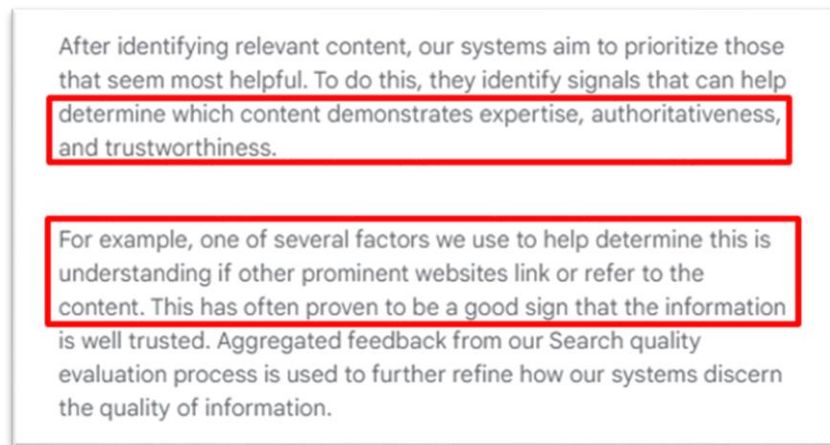 After identifying relevant content, our systems aim to prioritize those
that seem most helpful. To do this, they identify signals that can help
determine which content demonstrates expertise, authoritativeness,
and trustworthiness.
For example, one of several factors we use to help determine this is
understanding if other prominent websites link or refer to the
content. This has often proven to be a good sign that the information
is well trusted. Aggregated feedback from our Search quality
evaluation process is used to further refine how our systems discern
the quality of information.